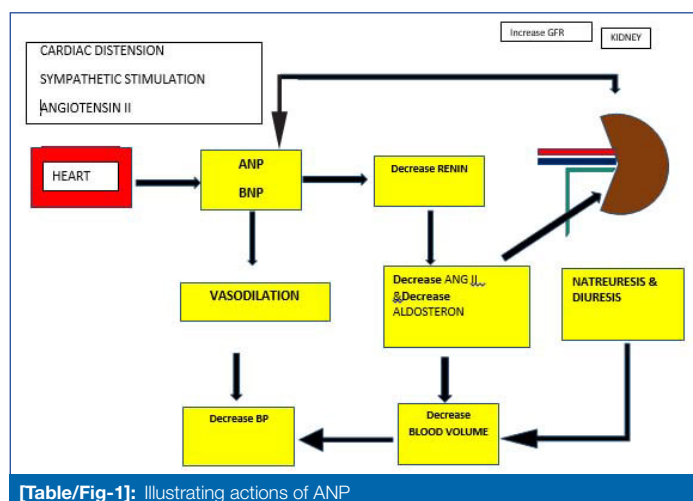 Increase GFR
KIDNEY
CARDIAC DISTENSION
SYMPATHETIC STIMULATION
ANGIOTENSIN II
HEART
ANP
BNP
Decrease RENIN
VASODILATION
Decrease ANG II
&Decrease
ALDOSTERON
NATREURESIS &
DIURESIS
Decrease BP
Decrease
BLOOD VOLUME
[Table/Fig-1]: Illustrating actions of ANP